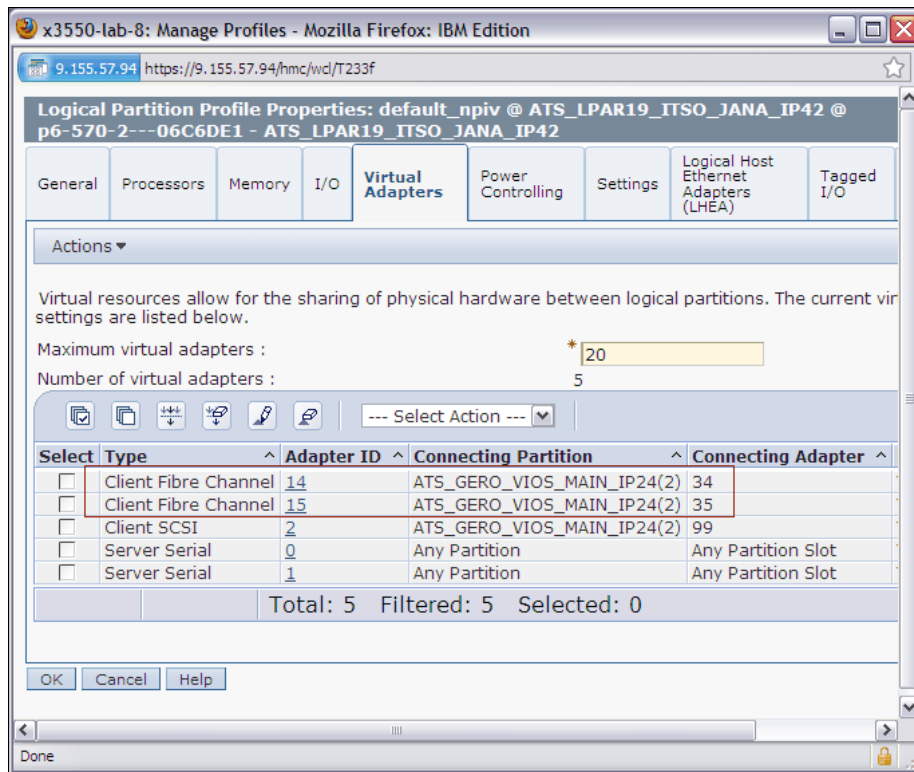 x3550-lab-8: Manage Profiles - Mozilla Firefox: IBM Edition
9.155.57.94 https://9.155.57.94/hmc/wcl/T233f
Logical Partition Profile Properties: default_npiv @ ATS_LPAR19_ITSO_JANA_IP42 @
p6-570-2---06C6DE1 - ATS_LPAR19_ITSO_JANA_IP42
General Processors Memory I/O Virtual Adapters Power Controlling Settings Logical Host Ethernet Adapters (LHEA) Tagged I/O
Actions
Virtual resources allow for the sharing of physical hardware between logical partitions. The current vir
settings are listed below.
Maximum virtual adapters : * 20
Number of virtual adapters : 5
--- Select Action ---
Select Type ^ Adapter ID ^ Connecting Partition ^ Connecting Adapter ^
Client Fibre Channel 14 ATS_GERO_VIOS_MAIN_IP24(2) 34
Client Fibre Channel 15 ATS_GERO_VIOS_MAIN_IP24(2) 35
Client SCSI 2 ATS_GERO_VIOS_MAIN_IP24(2) 99
Server Serial 0 Any Partition Any Partition Slot
Server Serial 1 Any Partition Any Partition Slot
Total: 5 Filtered: 5 Selected: 0
OK Cancel Help
Done